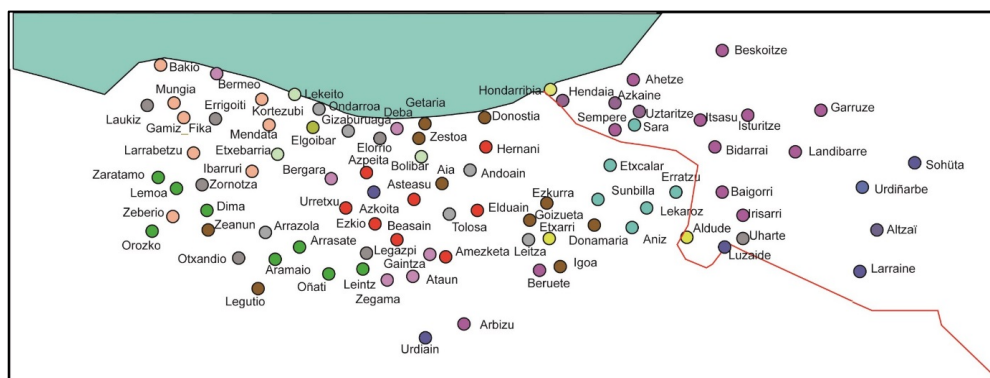 Beskoitze
Bakio
Bermeo
Ahetze
Hondarribia
Hendaia
Lekeito
Mungia
Errigoiti
Kortezubi
Ondarroa
Getaria
Azkaine
Garruze
Laukiz
Gamiz_Fika
Gizaburuaga
Deba
Donostia
Sempere
Uztaritze
Sara
Itsasu
Isturitze
Mendata
Elgoibar
Zestoa
Larrabetzu
Etxebarria
Elorrio
Bolibar
Hernani
Bidarrai
Landibarre
Ibarruri
Azpeita
Aia
Andoain
Etxcalar
Erratzu
Sohüta
Zaratamo
Zornotza
Bergara
Lemoa
Asteasu
Ezkurra
Sunbilla
Urdiñarbe
Azkoita
Baigorri
Zeberio
Dima
Urretxu
Elduain
Goizueta
Lekaroz
Irisarri
Zeanun
Arrazola
Ezkio
Beasain
Tolosa
Etxarri
Donamaria
Aniz
Aldude
Uharte
Altzaï
Orozko
Arrasate
Legazpi
Amezketa
Leitza
Luzaide
Otxandio
Aramaio
Gaintza
Igoa
Larraine
Oñati
Leintz
Ataun
Beruete
Legutio
Zegama
Arbizu
Urdiain